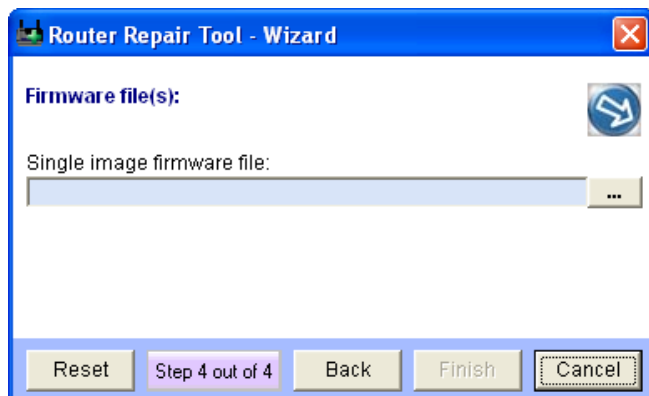 Router Repair Tool - Wizard
Firmware file(s):
Single image firmware file:
...
Reset Step 4 out of 4 Back Finish Cancel